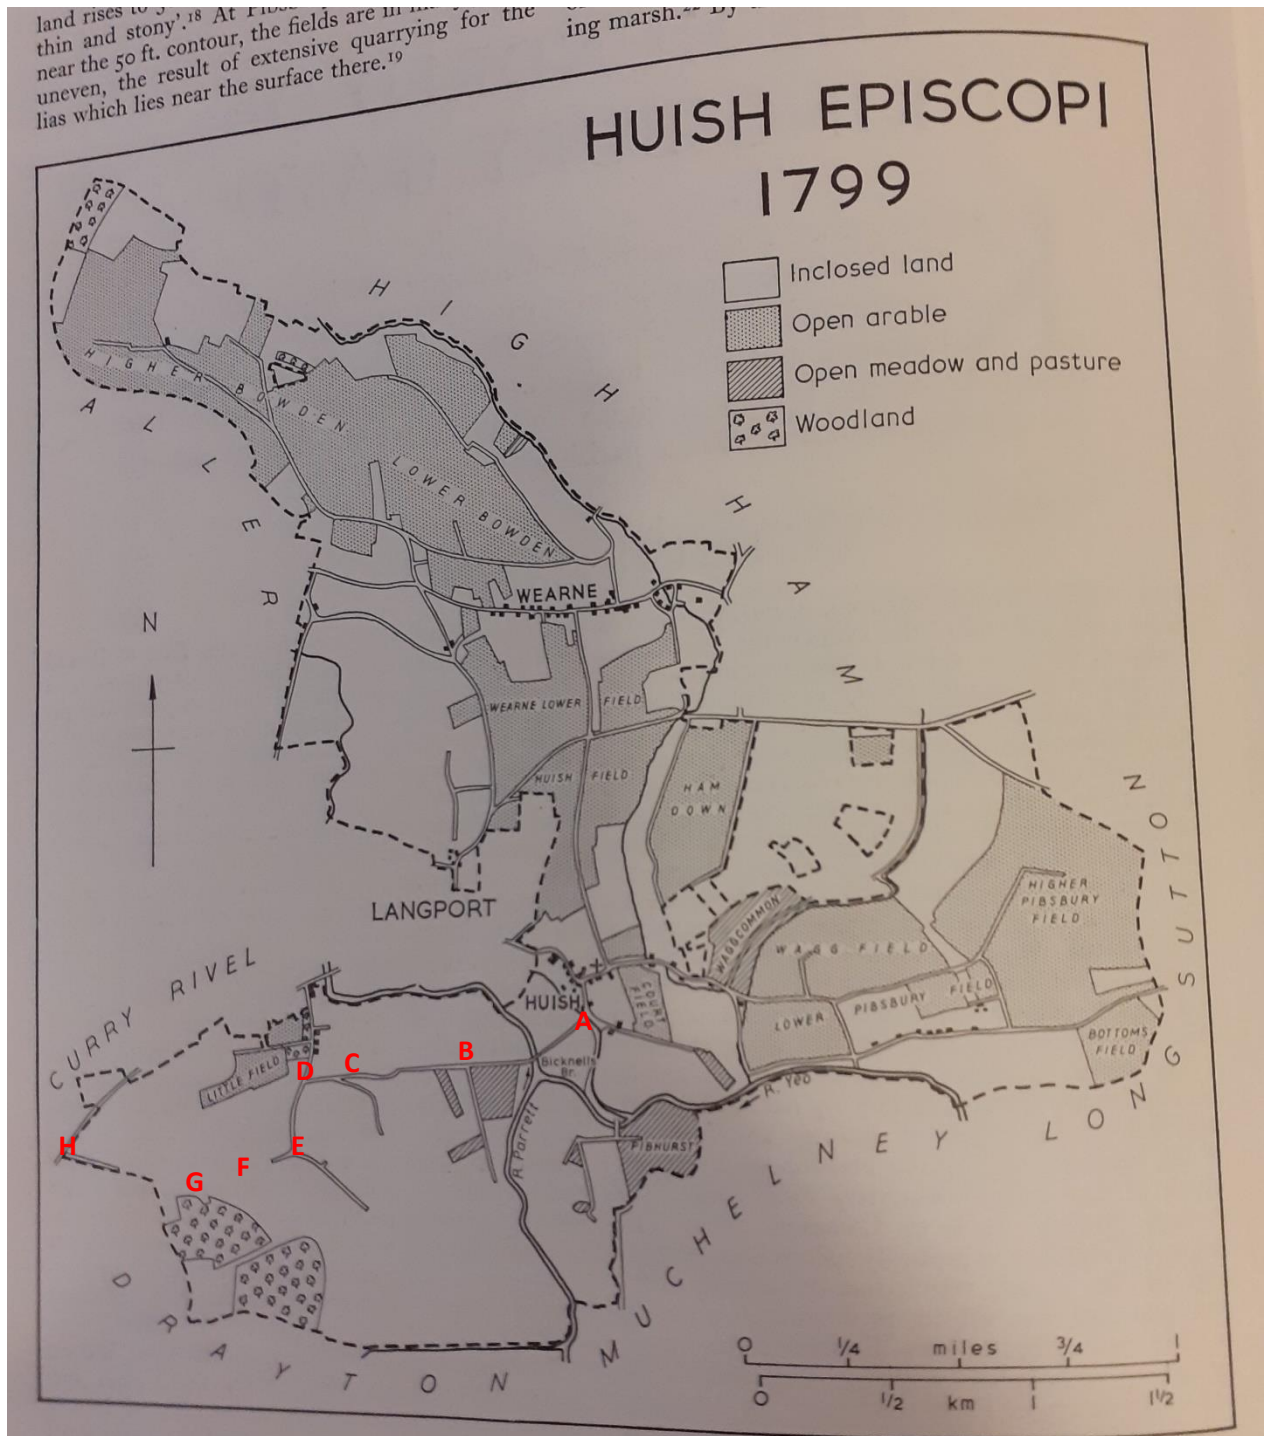 land rises to
thin and stony'.¹⁸ At
near the 50 ft. contour, the fields are in
uneven, the result of extensive quarrying for the
lias which lies near the surface there.¹⁹
ing marsh.²² By
HUISH EPISCOPI
1799
Inclosed land
Open arable
Open meadow and pasture
Woodland
HIGH HAM
HIGHER BOWDEN
ALLER
LOWER BOWDEN
WEARNE
N
WEARNE LOWER FIELD
HUISH FIELD
HAM
DOWN
LONG SUTTON
HIGHER
PIBSBURY
FIELD
LANGPORT
WAGGCOMMON
WAGG FIELD
CURRY RIVEL
HUISH
COURT
FIELD
PIBSBURY FIELD
LOWER
BOTTOMS
FIELD
A
B
C
D
Bicknells
Br.
LITTLE FIELD
R. Yeo
R. Parrett
PIBHURST
E
F
G
H
MUCHELNEY
DRAYTON
0 1/4 miles 3/4 1
0 1/2 km 1 1½